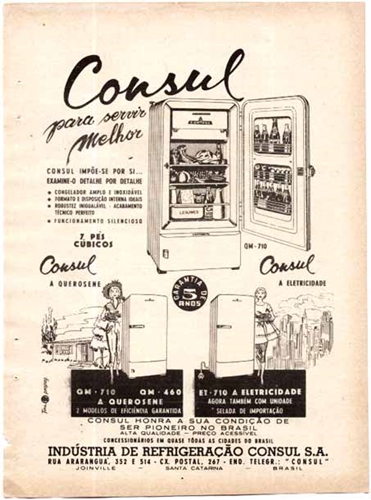 Consul
para servir
melhor
CONSUL IMPÕE-SE POR SI...
EXAMINE-O DETALHE POR DETALHE
• CONGELADOR AMPLO E INOXIDÁVEL
• FORMATO E DISPOSIÇÃO INTERNA IDEAIS
• ROBUSTEZ INIGUALÁVEL - ACABAMENTO
TÉCNICO PERFEITO
• FUNCIONAMENTO SILENCIOSO
7 PÉS
CÚBICOS
CONSUL
LEGUMES
QM-710
Consul
A QUEROSENE
GARANTIA DE
5
ANOS
Consul
A ELETRICIDADE
QM-710 QM-460
A QUEROSENE
2 MODELOS DE EFICIÊNCIA GARANTIDA
ET-710 A ELETRICIDADE
AGORA TAMBÉM COM UNIDADE
SELADA DE IMPORTAÇÃO
CONSUL HONRA A SUA CONDIÇÃO DE
SER PIONEIRO NO BRASIL
ALTA QUALIDADE - PREÇO ACESSÍVEL
CONCESSIONÁRIOS EM QUASE TÔDAS AS CIDADES DO BRASIL
INDÚSTRIA DE REFRIGERAÇÃO CONSUL S.A.
RUA ARARANGUÁ, 352 E 514 - CX. POSTAL, 267 - END. TELEGR.: "CONSUL"
JOINVILLE SANTA CATARINA BRASIL